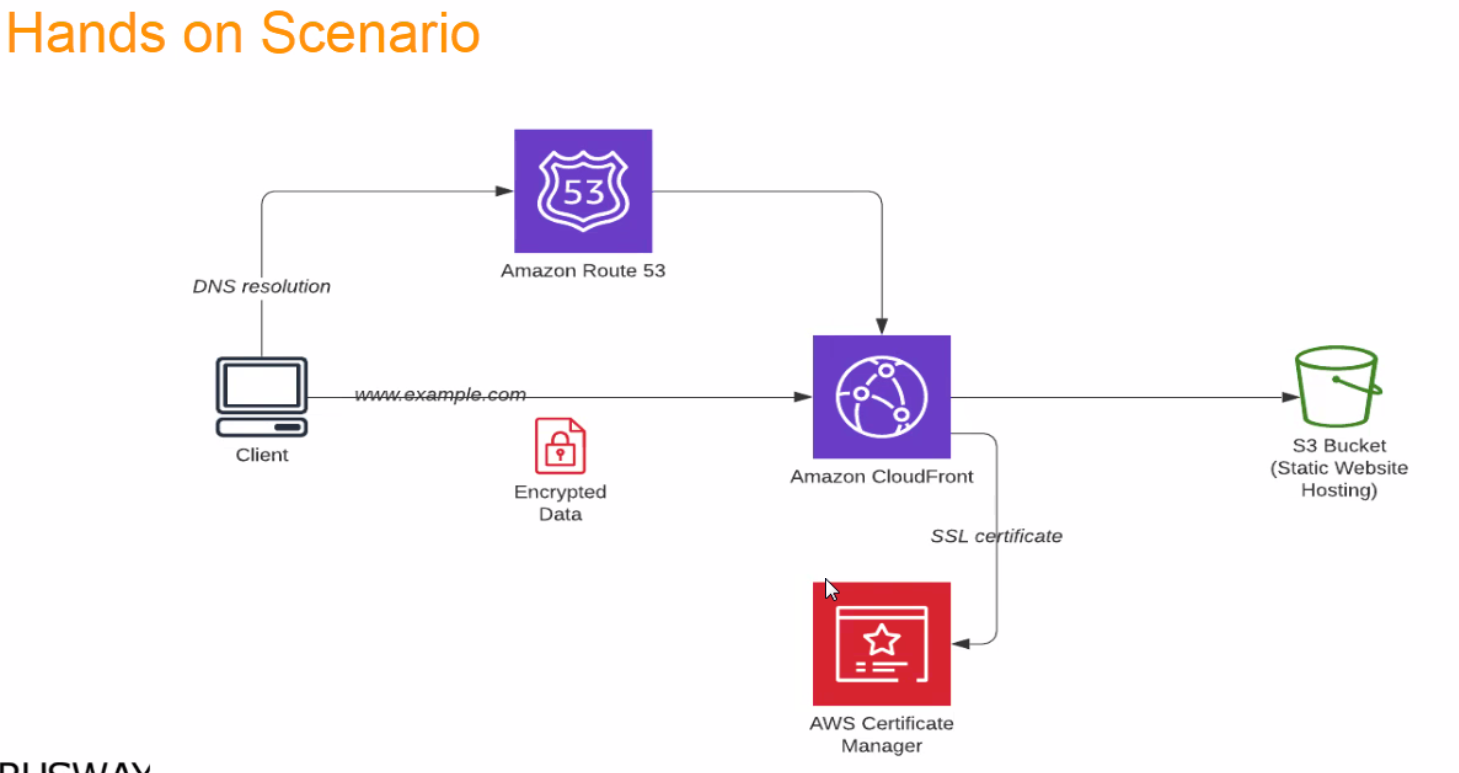 Hands on Scenario
53
Amazon Route 53
DNS resolution
www.example.com
Client
Encrypted
Data
Amazon CloudFront
S3 Bucket
(Static Website
Hosting)
SSL certificate
AWS Certificate
Manager